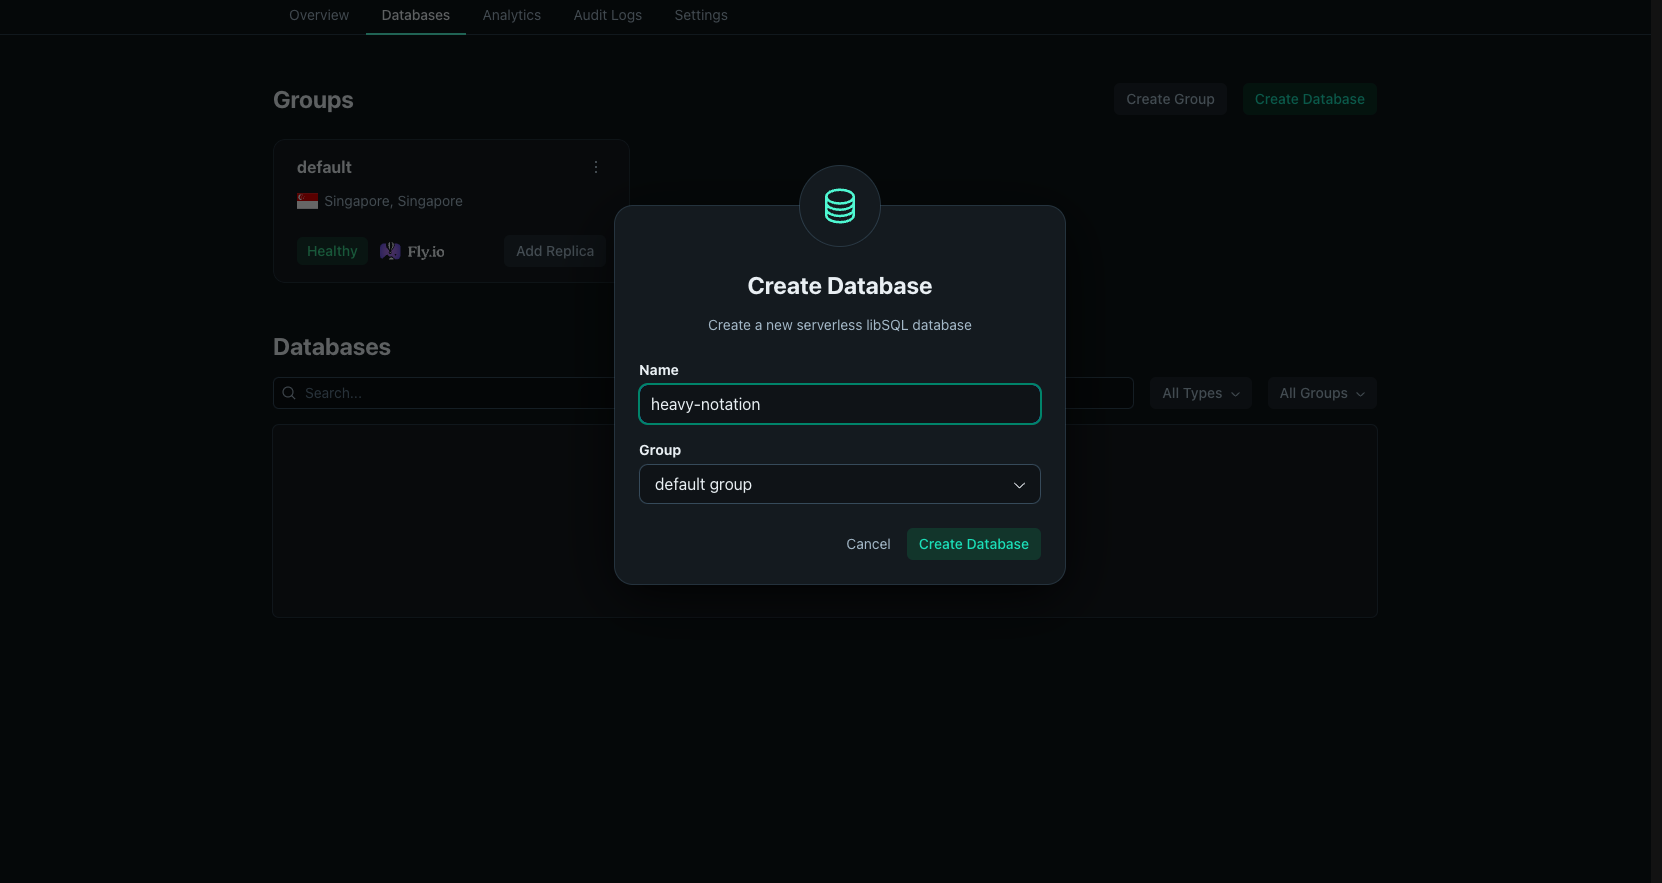 Overview Databases Analytics Audit Logs Settings
Groups
Create Group Create Database
default
Singapore, Singapore
Healthy Fly.io Add Replica
Create Database
Create a new serverless libSQL database
Name
heavy-notation
Group
default group
Cancel Create Database
Databases
Search... All Types All Groups